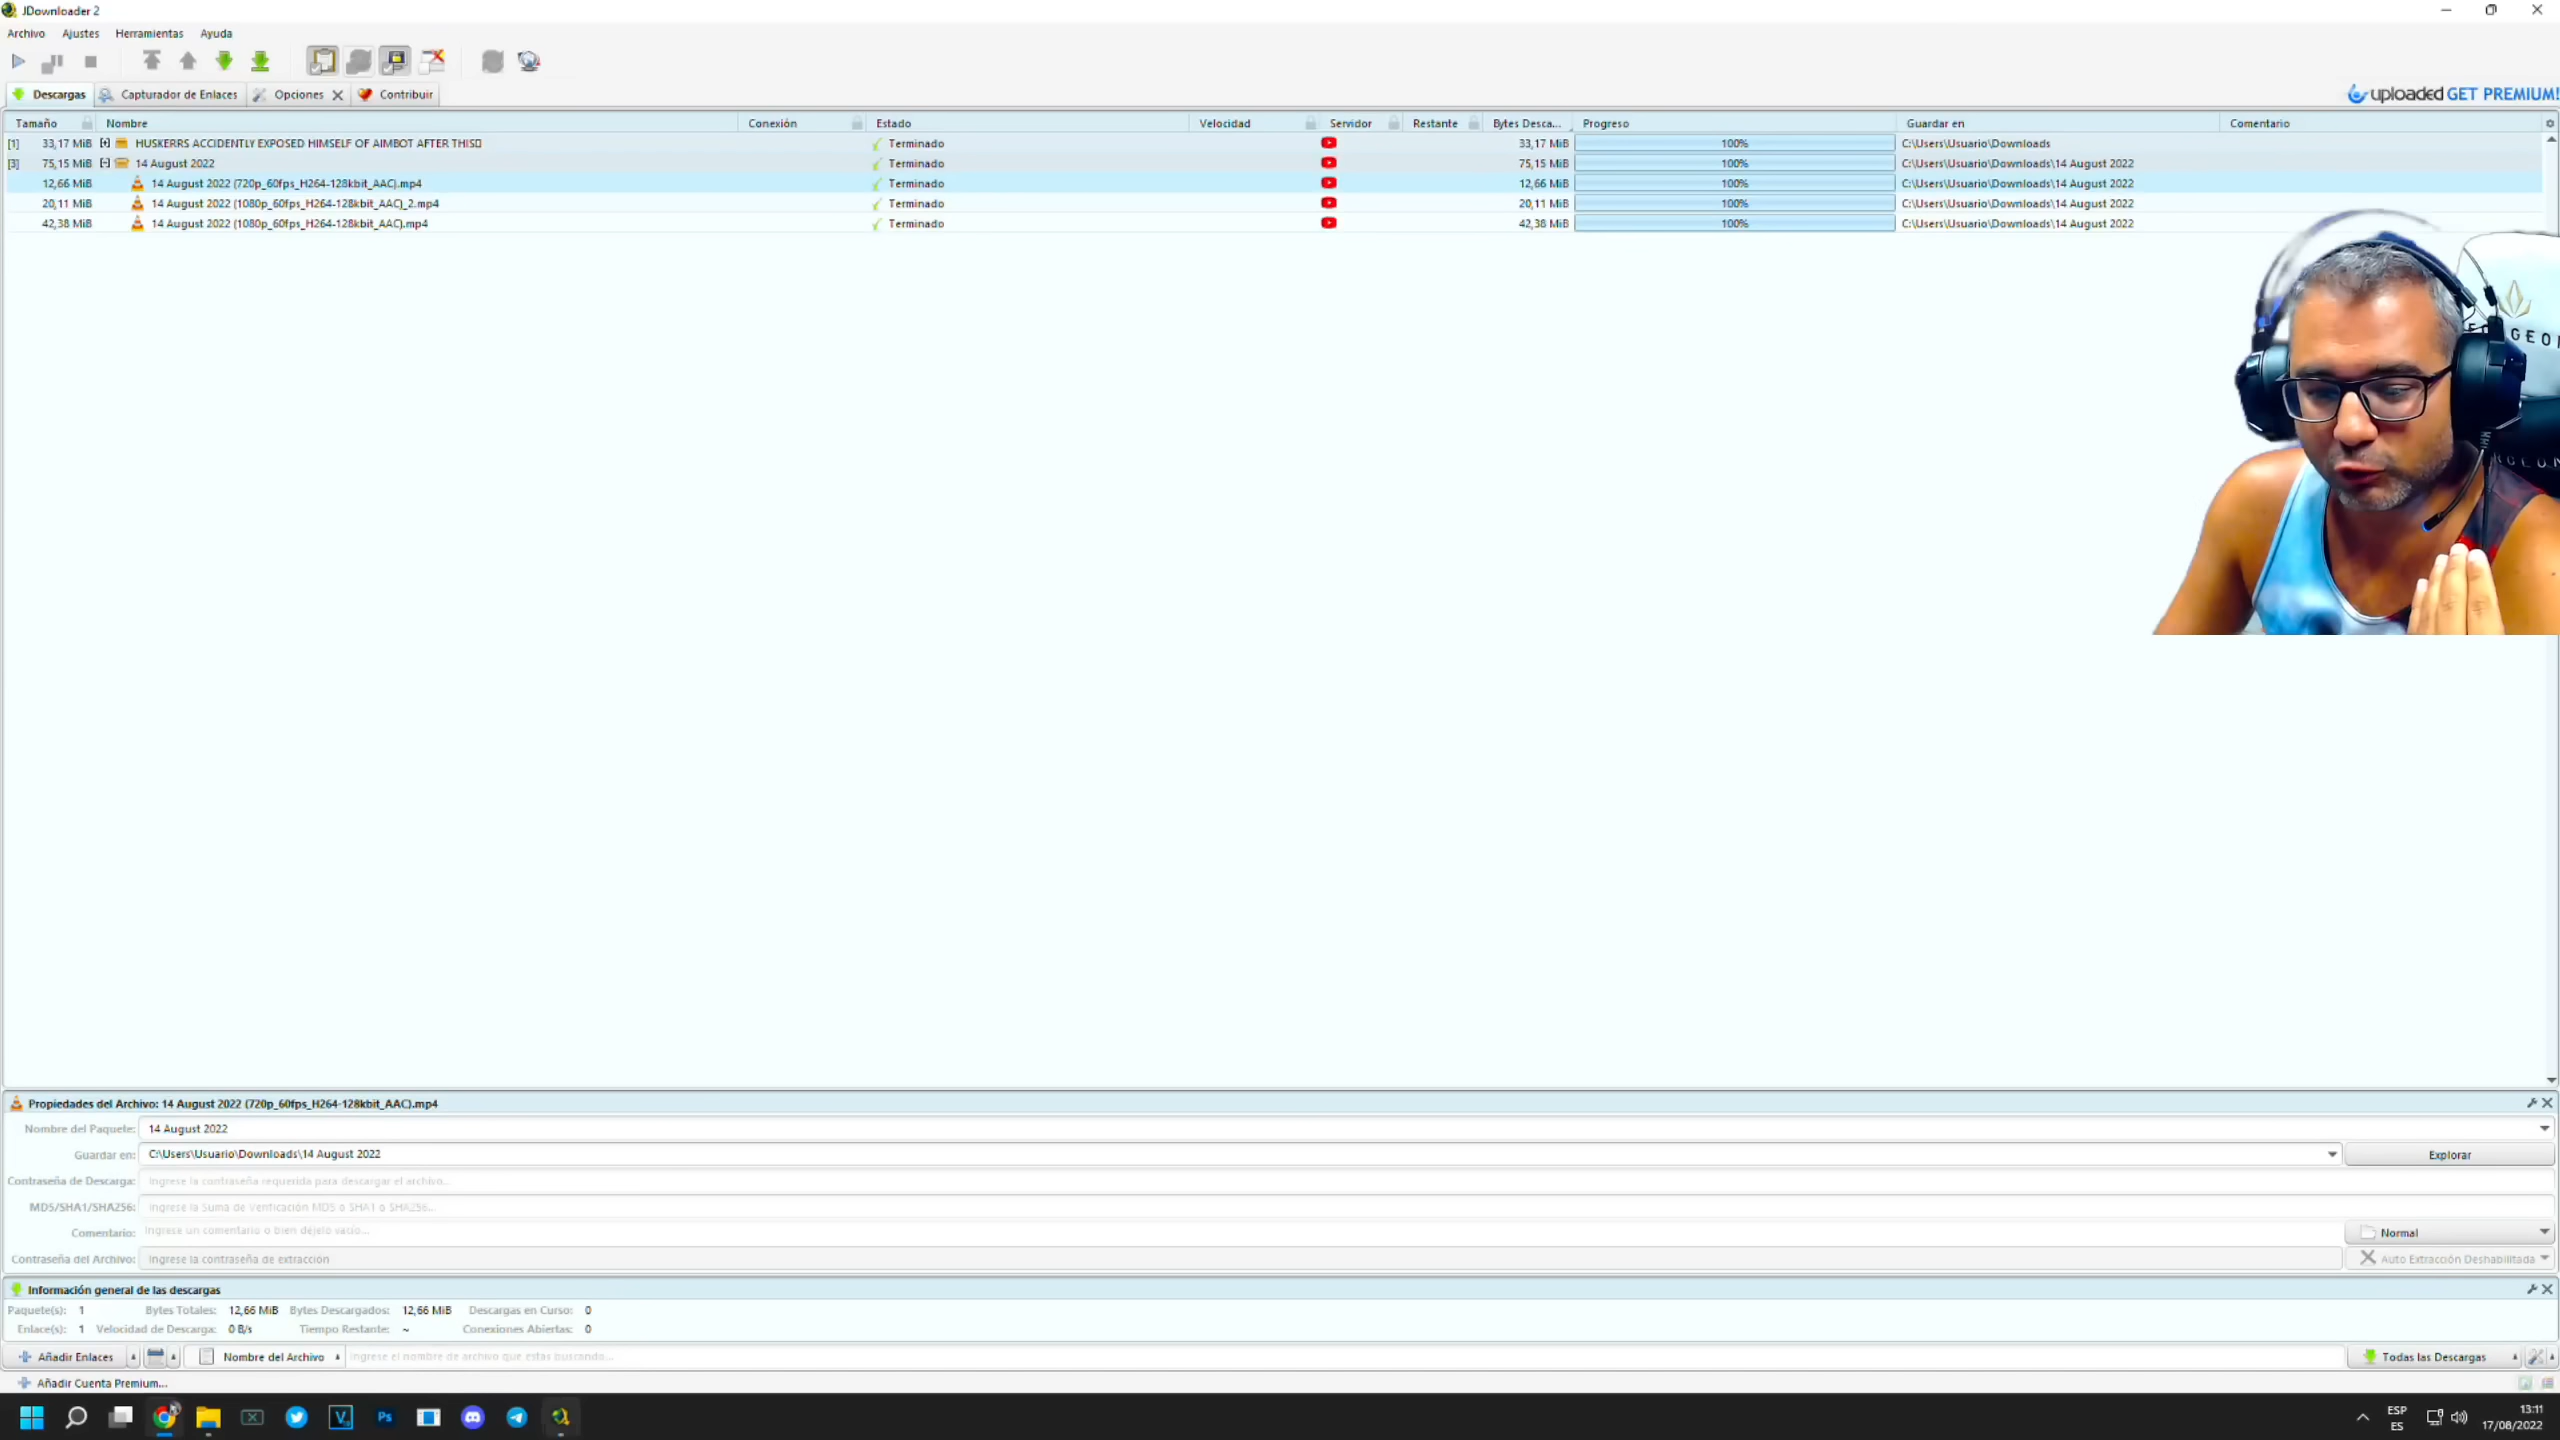 JDownloader 2
Archivo Ajustes Herramientas Ayuda
Descargas Capturador de Enlaces Opciones Contribuir
uploaded GET PREMIUM!
Tamaño Nombre Conexión Estado Velocidad Servidor Restante Bytes Desca... Progreso Guardar en Comentario
[1] 33,17 MiB HUSKERRS ACCIDENTLY EXPOSED HIMSELF OF AIMBOT AFTER THIS Terminado 33,17 MiB 100% C:\Users\Usuario\Downloads
[3] 75,15 MiB 14 August 2022 Terminado 75,15 MiB 100% C:\Users\Usuario\Downloads\14 August 2022
12,66 MiB 14 August 2022 (720p_60fps_H264-128kbit_AAC).mp4 Terminado 12,66 MiB 100% C:\Users\Usuario\Downloads\14 August 2022
20,11 MiB 14 August 2022 (1080p_60fps_H264-128kbit_AAC)_2.mp4 Terminado 20,11 MiB 100% C:\Users\Usuario\Downloads\14 August 2022
42,38 MiB 14 August 2022 (1080p_60fps_H264-128kbit_AAC).mp4 Terminado 42,38 MiB 100% C:\Users\Usuario\Downloads\14 August 2022
Propiedades del Archivo: 14 August 2022 (720p_60fps_H264-128kbit_AAC).mp4
Nombre del Paquete: 14 August 2022
Guardar en: C:\Users\Usuario\Downloads\14 August 2022 Explorar
Contraseña de Descarga: Ingrese la contraseña requerida para descargar el archivo...
MD5/SHA1/SHA256: Ingrese la Suma de Verificación MD5 o SHA1 o SHA256...
Comentario: Ingrese un comentario o bien déjelo vacío... Normal
Contraseña del Archivo: Ingrese la contraseña de extracción Auto Extracción Deshabilitada
Información general de las descargas
Paquete(s): 1 Bytes Totales: 12,66 MiB Bytes Descargados: 12,66 MiB Descargas en Curso: 0
Enlace(s): 1 Velocidad de Descarga: 0 B/s Tiempo Restante: ~ Conexiones Abiertas: 0
Añadir Enlaces Nombre del Archivo Ingrese el nombre de archivo que estas buscando... Todas las Descargas
Añadir Cuenta Premium...
Ps
ESP
ES
13:11
17/08/2022